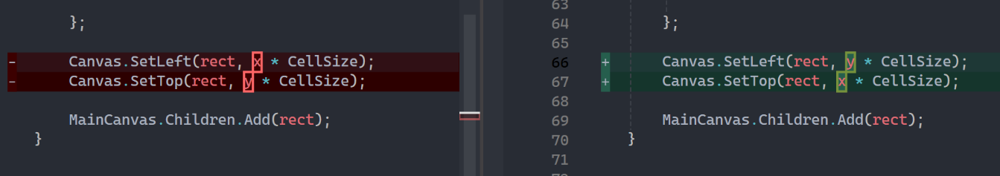 63
}; 64 };
65
- Canvas.SetLeft(rect, x * CellSize); 66 + Canvas.SetLeft(rect, y * CellSize);
- Canvas.SetTop(rect, y * CellSize); 67 + Canvas.SetTop(rect, x * CellSize);
68
MainCanvas.Children.Add(rect); 69 MainCanvas.Children.Add(rect);
} 70 }
71